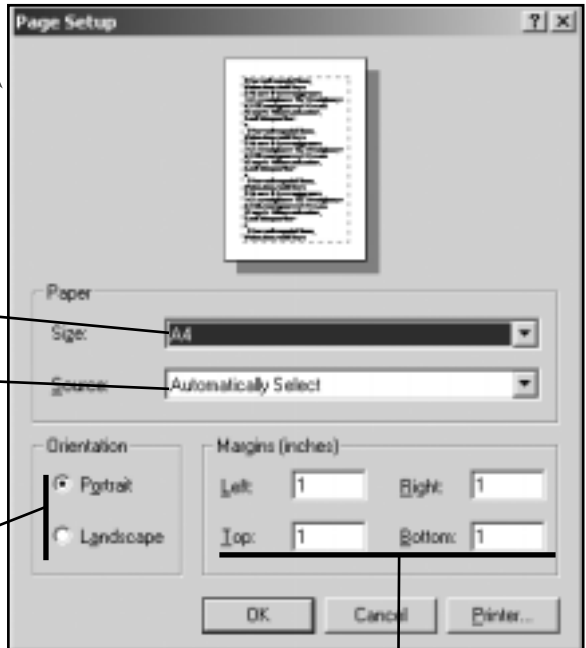 Page Setup
Paper
Size: A4
Source: Automatically Select
Orientation
Portrait
Landscape
Margins (inches)
Left: 1 Right: 1
Top: 1 Bottom: 1
OK Cancel Printer...